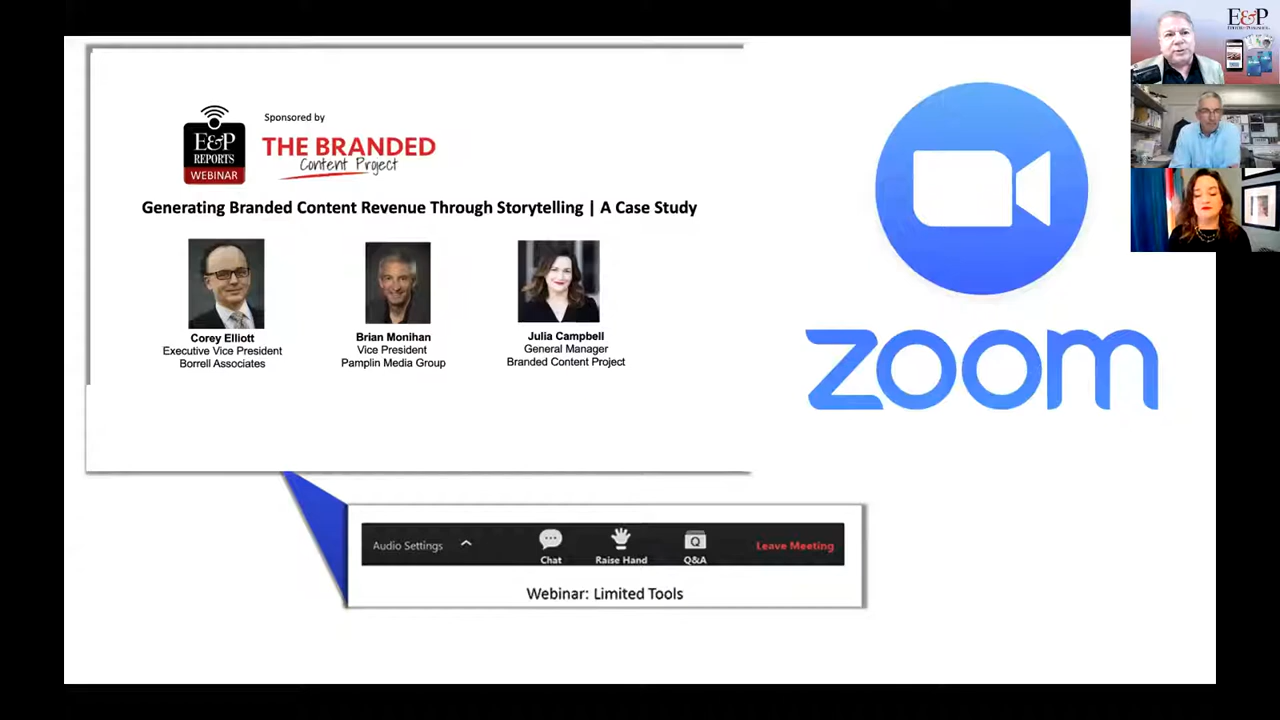 Sponsored by
E&P
REPORTS
WEBINAR
THE BRANDED
Content Project
Generating Branded Content Revenue Through Storytelling | A Case Study
Corey Elliott
Executive Vice President
Borrell Associates
Brian Monihan
Vice President
Pamplin Media Group
Julia Campbell
General Manager
Branded Content Project
zoom
E&P
Audio Settings
Chat
Raise Hand
Q
Q&A
Leave Meeting
Webinar: Limited Tools